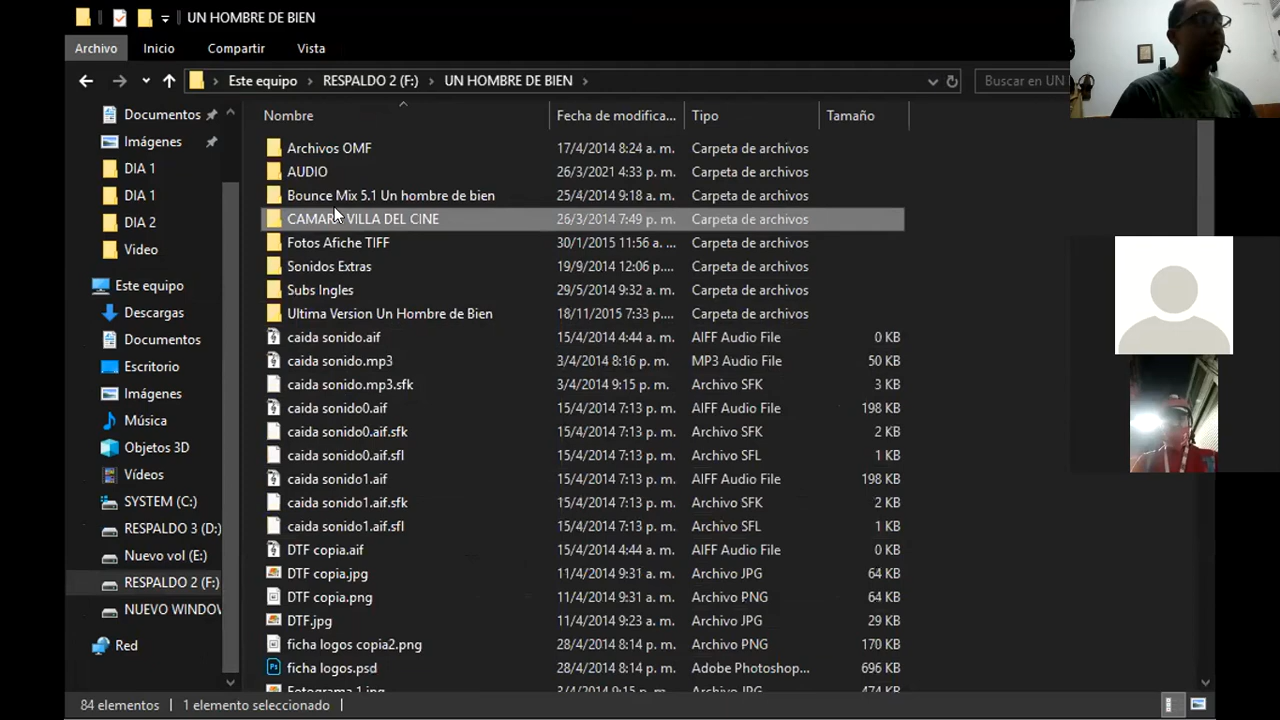 UN HOMBRE DE BIEN
Archivo Inicio Compartir Vista
Este equipo RESPALDO 2 (F:) UN HOMBRE DE BIEN Buscar en UN
Documentos
Imágenes
DIA 1
DIA 1
DIA 2
Video
Este equipo
Descargas
Documentos
Escritorio
Imágenes
Música
Objetos 3D
Vídeos
SYSTEM (C:)
RESPALDO 3 (D:)
Nuevo vol (E:)
RESPALDO 2 (F:)
NUEVO WINDOV
Red
Nombre Fecha de modifica... Tipo Tamaño
Archivos OMF 17/4/2014 8:24 a. m. Carpeta de archivos
AUDIO 26/3/2021 4:33 p. m. Carpeta de archivos
Bounce Mix 5.1 Un hombre de bien 25/4/2014 9:18 a. m. Carpeta de archivos
CAMARA VILLA DEL CINE 26/3/2014 7:49 p. m. Carpeta de archivos
Fotos Afiche TIFF 30/1/2015 11:56 a. ... Carpeta de archivos
Sonidos Extras 19/9/2014 12:06 p.... Carpeta de archivos
Subs Ingles 29/5/2014 9:32 a. m. Carpeta de archivos
Ultima Version Un Hombre de Bien 18/11/2015 7:33 p.... Carpeta de archivos
caida sonido.aif 15/4/2014 4:44 a. m. AIFF Audio File 0 KB
caida sonido.mp3 3/4/2014 8:16 p. m. MP3 Audio File 50 KB
caida sonido.mp3.sfk 3/4/2014 9:15 p. m. Archivo SFK 3 KB
caida sonido0.aif 15/4/2014 7:13 p. m. AIFF Audio File 198 KB
caida sonido0.aif.sfk 15/4/2014 7:13 p. m. Archivo SFK 2 KB
caida sonido0.aif.sfl 15/4/2014 7:13 p. m. Archivo SFL 1 KB
caida sonido1.aif 15/4/2014 7:13 p. m. AIFF Audio File 198 KB
caida sonido1.aif.sfk 15/4/2014 7:13 p. m. Archivo SFK 2 KB
caida sonido1.aif.sfl 15/4/2014 7:13 p. m. Archivo SFL 1 KB
DTF copia.aif 15/4/2014 4:44 a. m. AIFF Audio File 0 KB
DTF copia.jpg 11/4/2014 9:31 a. m. Archivo JPG 64 KB
DTF copia.png 11/4/2014 9:31 a. m. Archivo PNG 64 KB
DTF.jpg 11/4/2014 9:23 a. m. Archivo JPG 29 KB
ficha logos copia2.png 28/4/2014 8:14 p. m. Archivo PNG 170 KB
ficha logos.psd 28/4/2014 8:14 p. m. Adobe Photoshop... 696 KB
Fotograma 1.jpg 3/4/2014 9:15 p. m. Archivo JPG 474 KB
84 elementos 1 elemento seleccionado